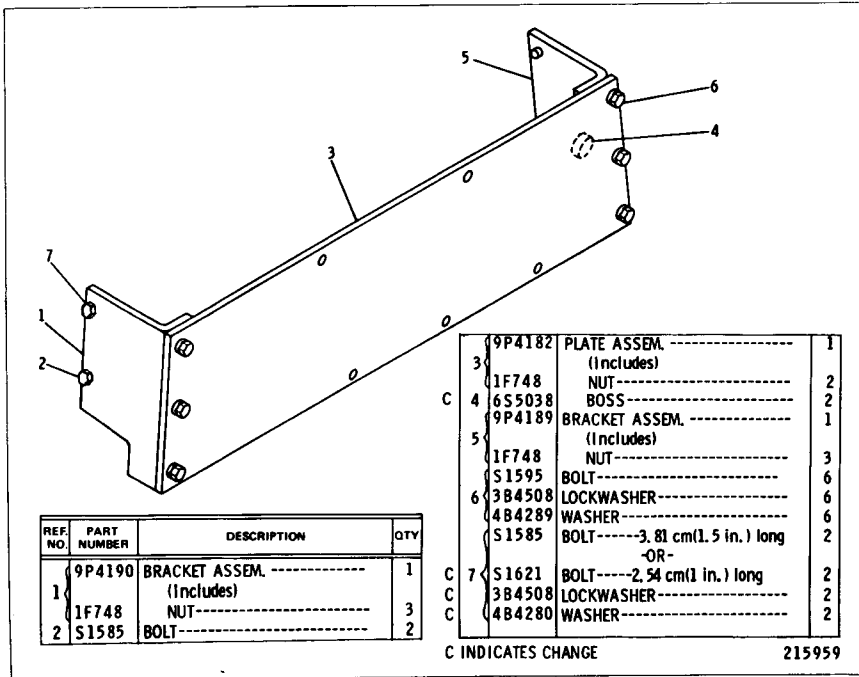 5
6
4
3
7
1
2
REF. NO. PART NUMBER DESCRIPTION QTY
1 9P4190 BRACKET ASSEM. ------------ 1
(Includes)
1F748 NUT ------------------ 3
2 S1585 BOLT ------------------------ 2
3 9P4182 PLATE ASSEM. --------------- 1
(Includes)
1F748 NUT --------------------- 2
C 4 6S5038 BOSS -------------------- 2
5 9P4189 BRACKET ASSEM. ------------- 1
(Includes)
1F748 NUT --------------------- 3
6 S1595 BOLT ----------------------- 6
3B4508 LOCKWASHER ----------------- 6
4B4289 WASHER --------------------- 6
7 S1585 BOLT------3.81 cm(1.5 in.) long 2
-OR-
C S1621 BOLT-----2.54 cm(1 in.) long 2
C 3B4508 LOCKWASHER ----------------- 2
C 4B4280 WASHER --------------------- 2
C INDICATES CHANGE 215959